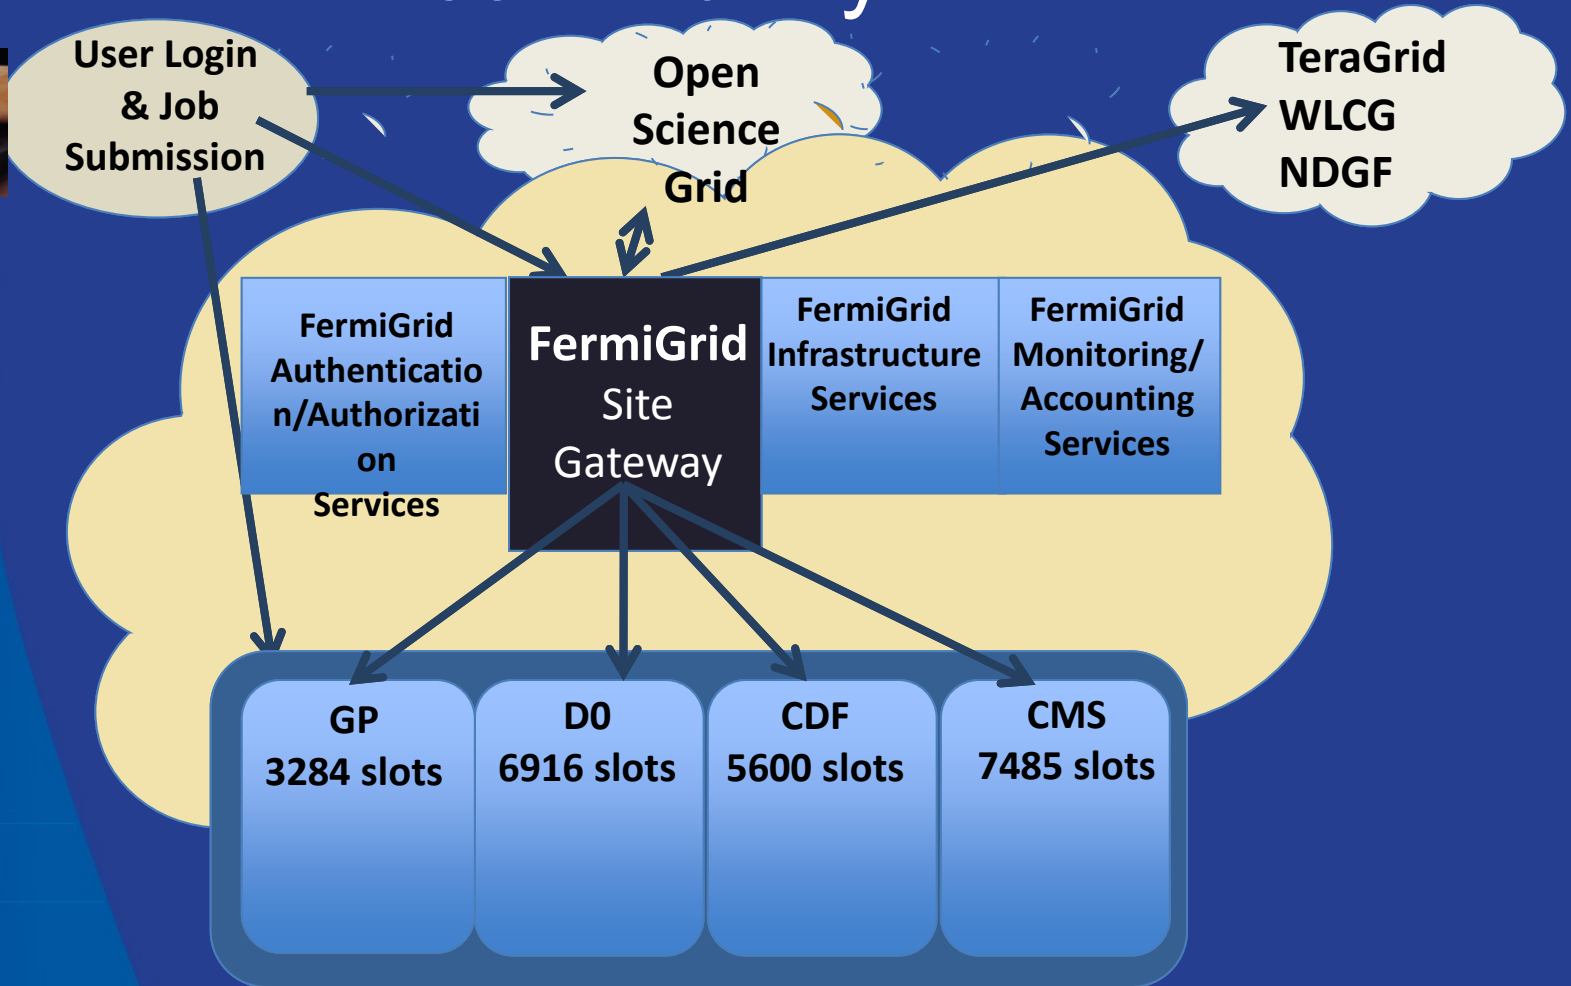 User Login
& Job
Submission
Open
Science
Grid
TeraGrid
WLCG
NDGF
FermiGrid
Authenticatio
n/Authorizati
on
Services
FermiGrid
Site
Gateway
FermiGrid
Infrastructure
Services
FermiGrid
Monitoring/
Accounting
Services
GP
3284 slots
D0
6916 slots
CDF
5600 slots
CMS
7485 slots